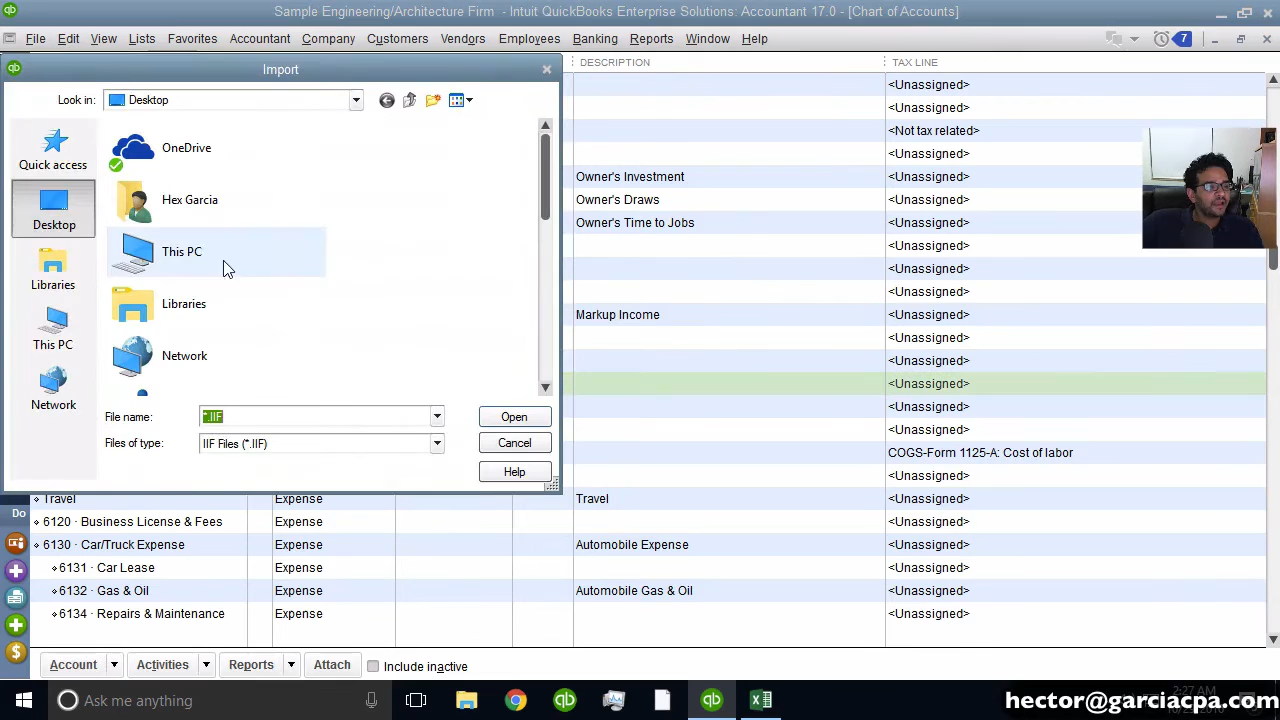 Sample Engineering/Architecture Firm - Intuit QuickBooks Enterprise Solutions: Accountant 17.0 - [Chart of Accounts]
File Edit View Lists Favorites Accountant Company Customers Vendors Employees Banking Reports Window Help 7
Import
DESCRIPTION TAX LINE
Look in: Desktop
<Unassigned>
<Unassigned>
<Not tax related>
<Unassigned>
Quick access
OneDrive
Owner's Investment <Unassigned>
Hex Garcia
Owner's Draws <Unassigned>
Desktop
Owner's Time to Jobs <Unassigned>
<Unassigned>
This PC
<Unassigned>
Libraries
<Unassigned>
Libraries
Markup Income <Unassigned>
This PC
<Unassigned>
Network
<Unassigned>
<Unassigned>
Network
<Unassigned>
File name: *.IIF Open
<Unassigned>
Files of type: IIF Files (*.IIF) Cancel
COGS-Form 1125-A: Cost of labor
Help
<Unassigned>
Travel Expense Travel <Unassigned>
Do
6120 · Business License & Fees Expense <Unassigned>
6130 · Car/Truck Expense Expense Automobile Expense <Unassigned>
6131 · Car Lease Expense <Unassigned>
6132 · Gas & Oil Expense Automobile Gas & Oil <Unassigned>
6134 · Repairs & Maintenance Expense <Unassigned>
Account Activities Reports Attach Include inactive
Ask me anything
2:27 AM
hector@garciacpa.com